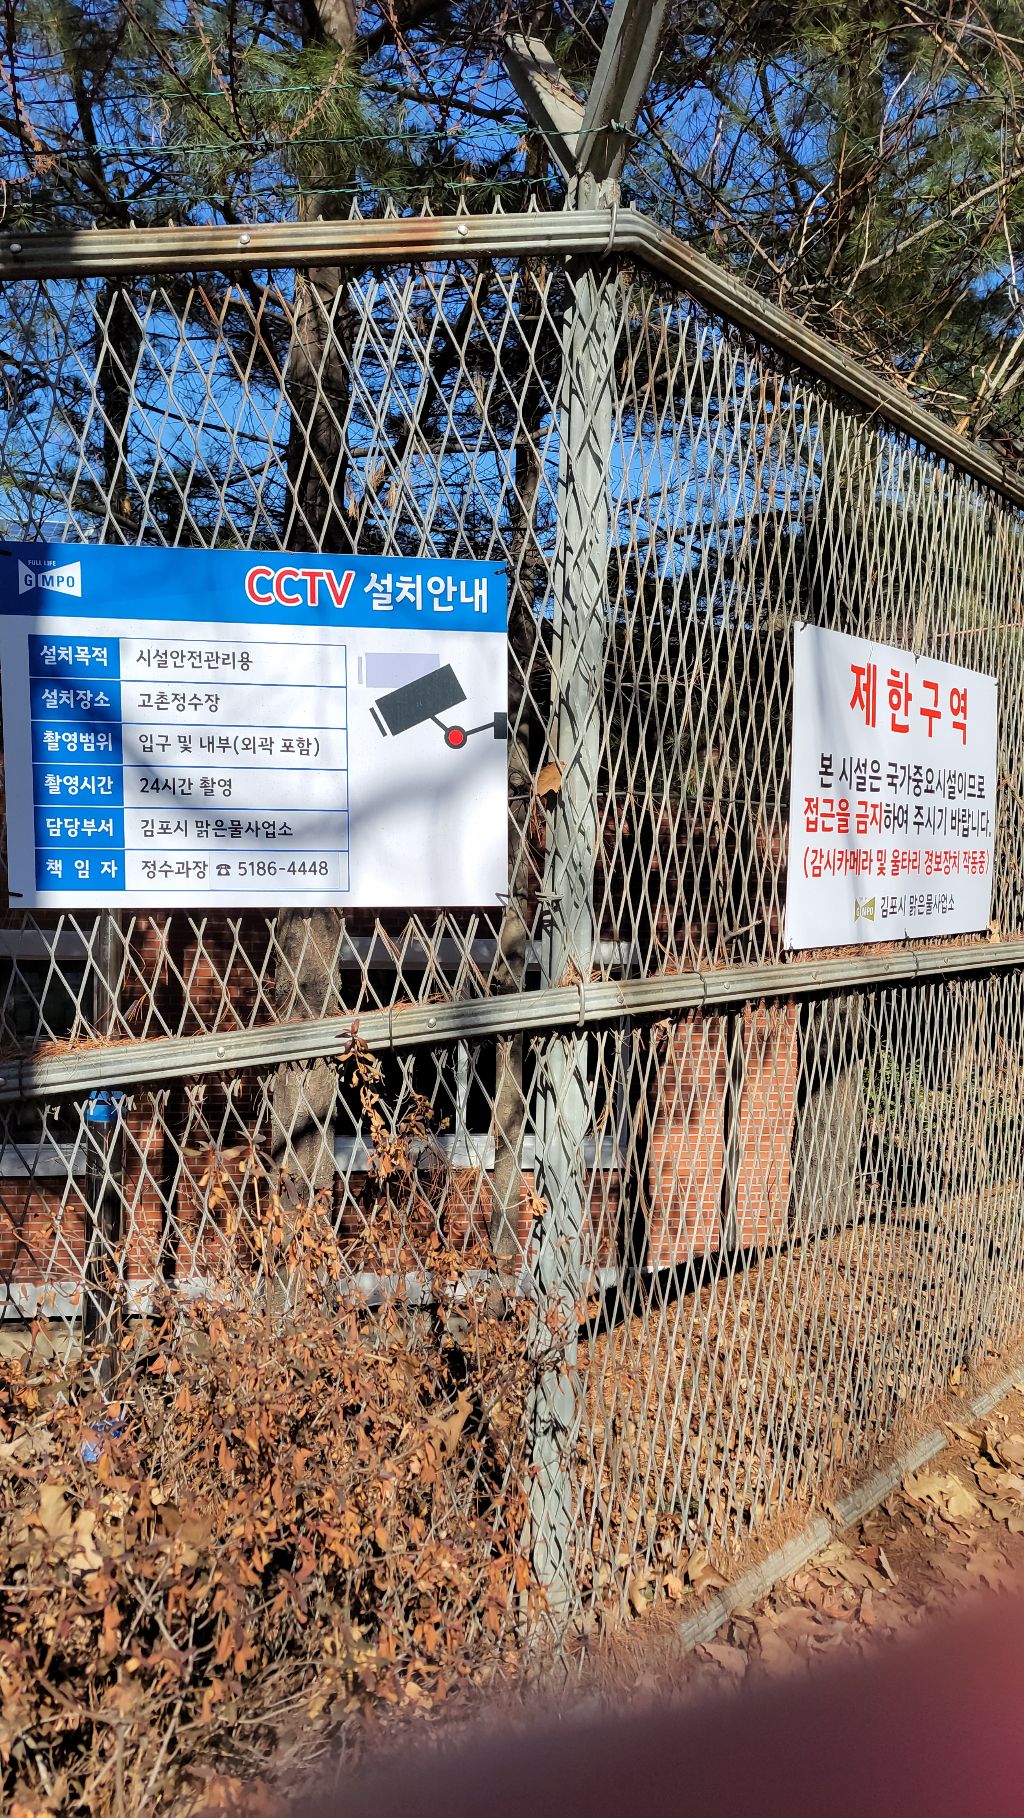 FULL LIFE
GIMPO
CCTV 설치안내
설치목적 시설안전관리용
설치장소 고촌정수장
촬영범위 입구 및 내부(외곽 포함)
촬영시간 24시간 촬영
담당부서 김포시 맑은물사업소
책 임 자 정수과장 ☎ 5186-4448
제한구역
본 시설은 국가중요시설이므로
접근을 금지하여 주시기 바랍니다.
(감시카메라 및 울타리 경보장치 작동중)
GIMPO 김포시 맑은물사업소